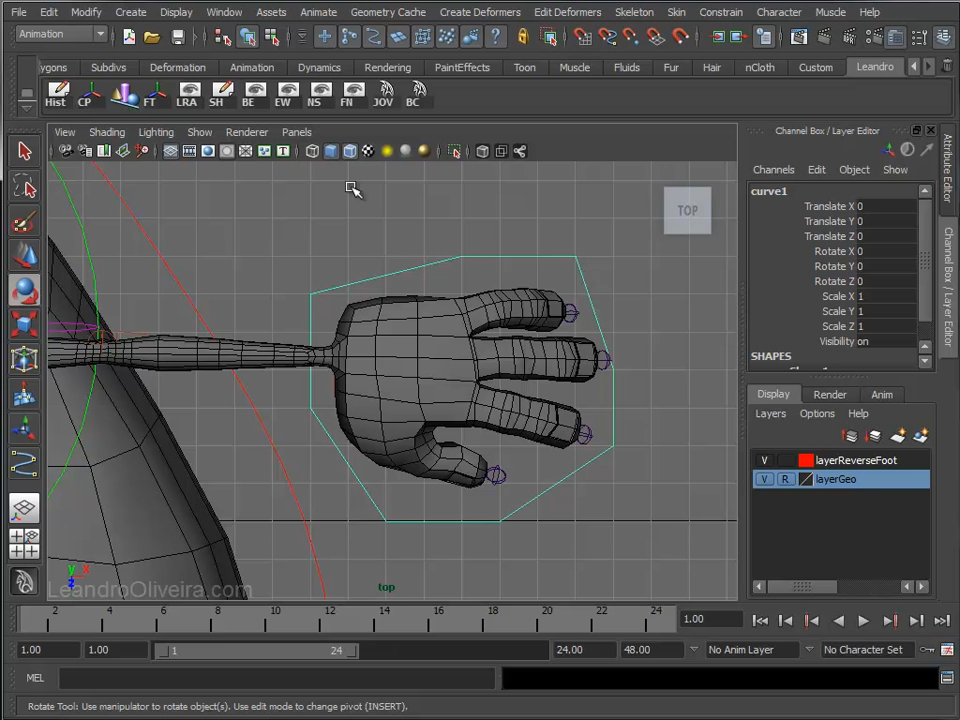 File Edit Modify Create Display Window Assets Animate Geometry Cache Create Deformers Edit Deformers Skeleton Skin Constrain Character Muscle Help
Animation
ygons Subdivs Deformation Animation Dynamics Rendering PaintEffects Toon Muscle Fluids Fur Hair nCloth Custom Leandro
Hist CP FT LRA SH BE EW NS FN JOV BC
View Shading Lighting Show Renderer Panels
Channel Box / Layer Editor
Channels Edit Object Show
curve1
Translate X 0
Translate Y 0
Translate Z 0
Rotate X 0
Rotate Y 0
Rotate Z 0
Scale X 1
Scale Y 1
Scale Z 1
Visibility on
SHAPES
Attribute Editor
Channel Box / Layer Editor
TOP
Display Render Anim
Layers Options Help
V layerReverseFoot
V R layerGeo
y x
z
LeandroOliveira.com
top
2 4 6 8 10 12 14 16 18 20 22 24
1.00
1.00 1.00 1 24 24.00 48.00 No Anim Layer No Character Set
MEL
Rotate Tool: Use manipulator to rotate object(s). Use edit mode to change pivot (INSERT).